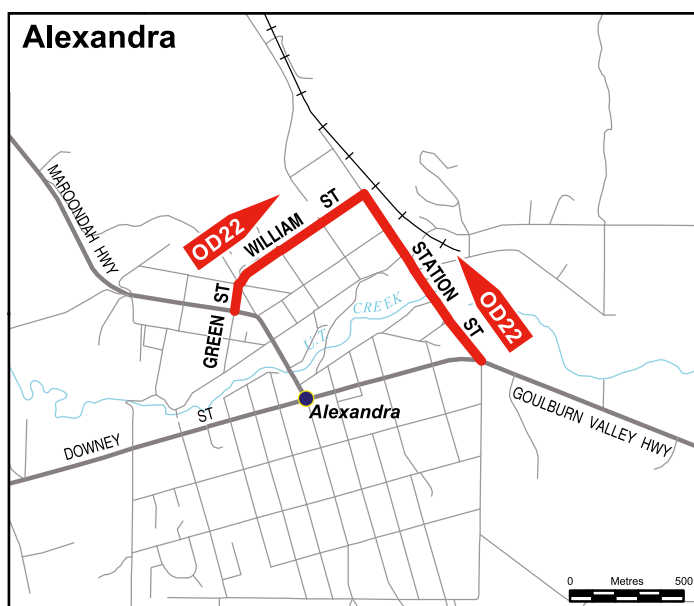 Alexandra
MAROONDAH HWY
OD22
WILLIAM ST
GREEN ST
STATION ST
OD22
U.T. CREEK
Alexandra
DOWNEY ST
GOULBURN VALLEY HWY
0 Metres 500